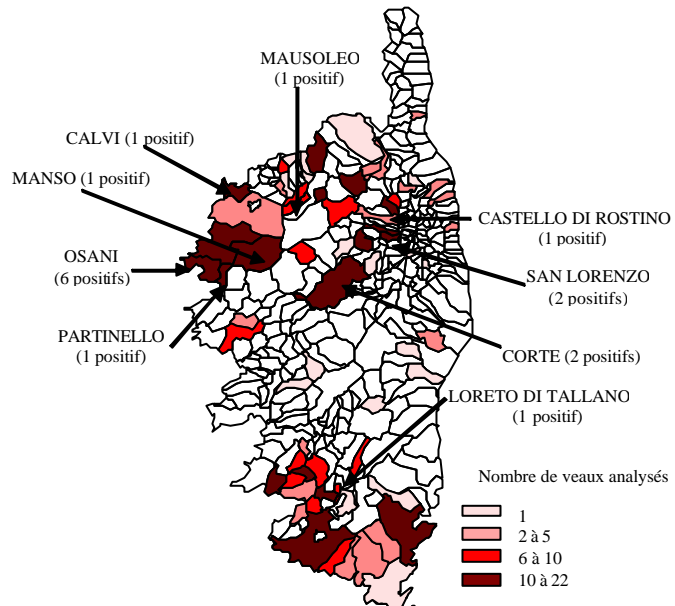 MAUSOLEO
(1 positif)
CALVI (1 positif)
MANSO (1 positif)
OSANI
(6 positifs)
PARTINELLO
(1 positif)
CASTELLO DI ROSTINO
(1 positif)
SAN LORENZO
(2 positifs)
CORTE (2 positifs)
LORETO DI TALLANO
(1 positif)
Nombre de veaux analysés
1
2 à 5
6 à 10
10 à 22